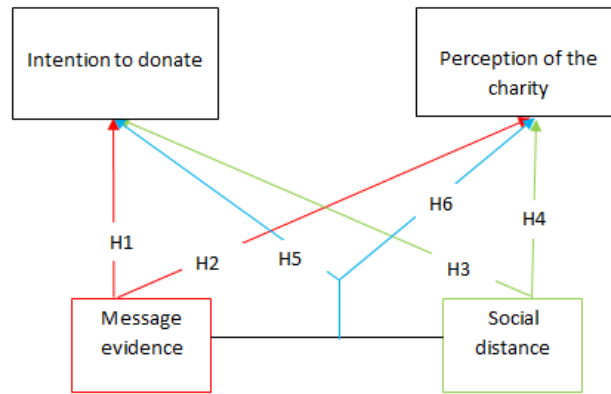 Intention to donate
Perception of the
charity
H1
H2
H5
H6
H3
H4
Message
evidence
Social
distance